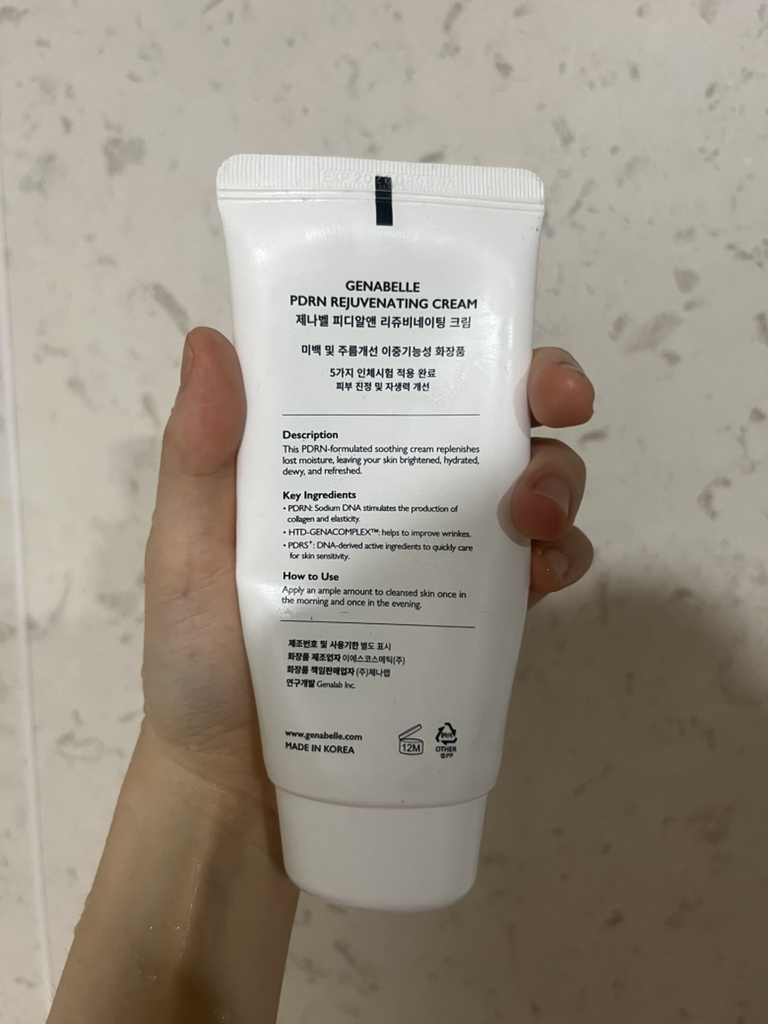 GENABELLE
PDRN REJUVENATING CREAM
제나벨 피디알앤 리쥬비네이팅 크림
미백 및 주름개선 이중기능성 화장품
5가지 인체시험 적용 완료
피부 진정 및 자생력 개선
Description
This PDRN-formulated soothing cream replenishes
lost moisture, leaving your skin brightened, hydrated,
dewy, and refreshed.
Key Ingredients
• PDRN: Sodium DNA stimulates the production of
collagen and elasticity.
• HTD-GENACOMPLEX™: helps to improve wrinkes.
• PDRS⁺: DNA-derived active ingredients to quickly care
for skin sensitivity.
How to Use
Apply an ample amount to cleansed skin once in
the morning and once in the evening.
제조번호 및 사용기한 별도 표시
화장품 제조업자 이에스코스메틱(주)
화장품 책임판매업자 (주)제나랩
연구개발 Genalab Inc.
www.genabelle.com
MADE IN KOREA
12M
OTHER